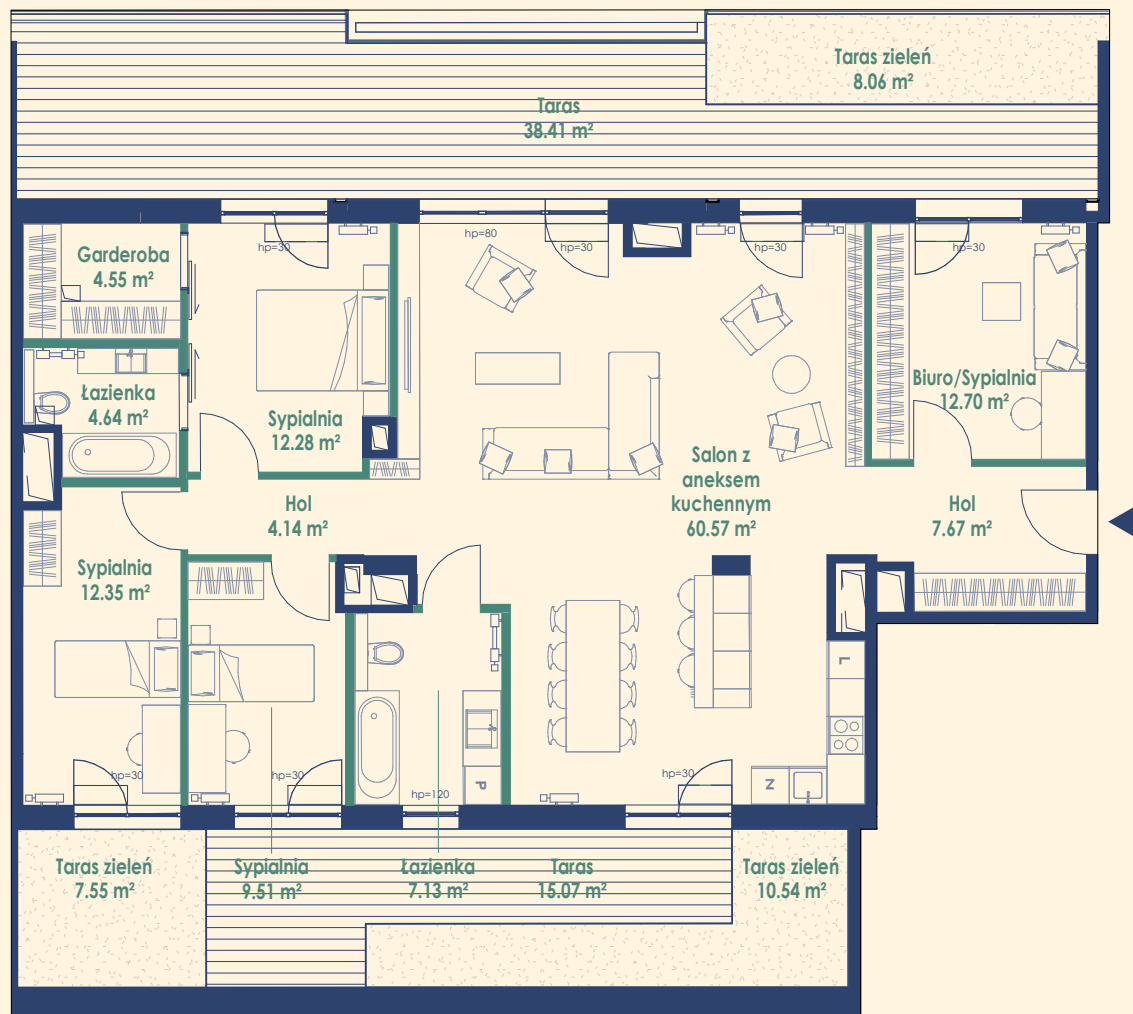 Taras zieleń
8.06 m²
Taras
38.41 m²
hp=30
hp=80
hp=30
hp=30
hp=30
Garderoba
4.55 m²
Łazienka
4.64 m²
Sypialnia
12.28 m²
Biuro/Sypialnia
12.70 m²
Salon z
aneksem
kuchennym
60.57 m²
Hol
4.14 m²
Hol
7.67 m²
Sypialnia
12.35 m²
L
hp=30
hp=30
hp=120
P
hp=30
Z
Taras zieleń
7.55 m²
Sypialnia
9.51 m²
Łazienka
7.13 m²
Taras
15.07 m²
Taras zieleń
10.54 m²